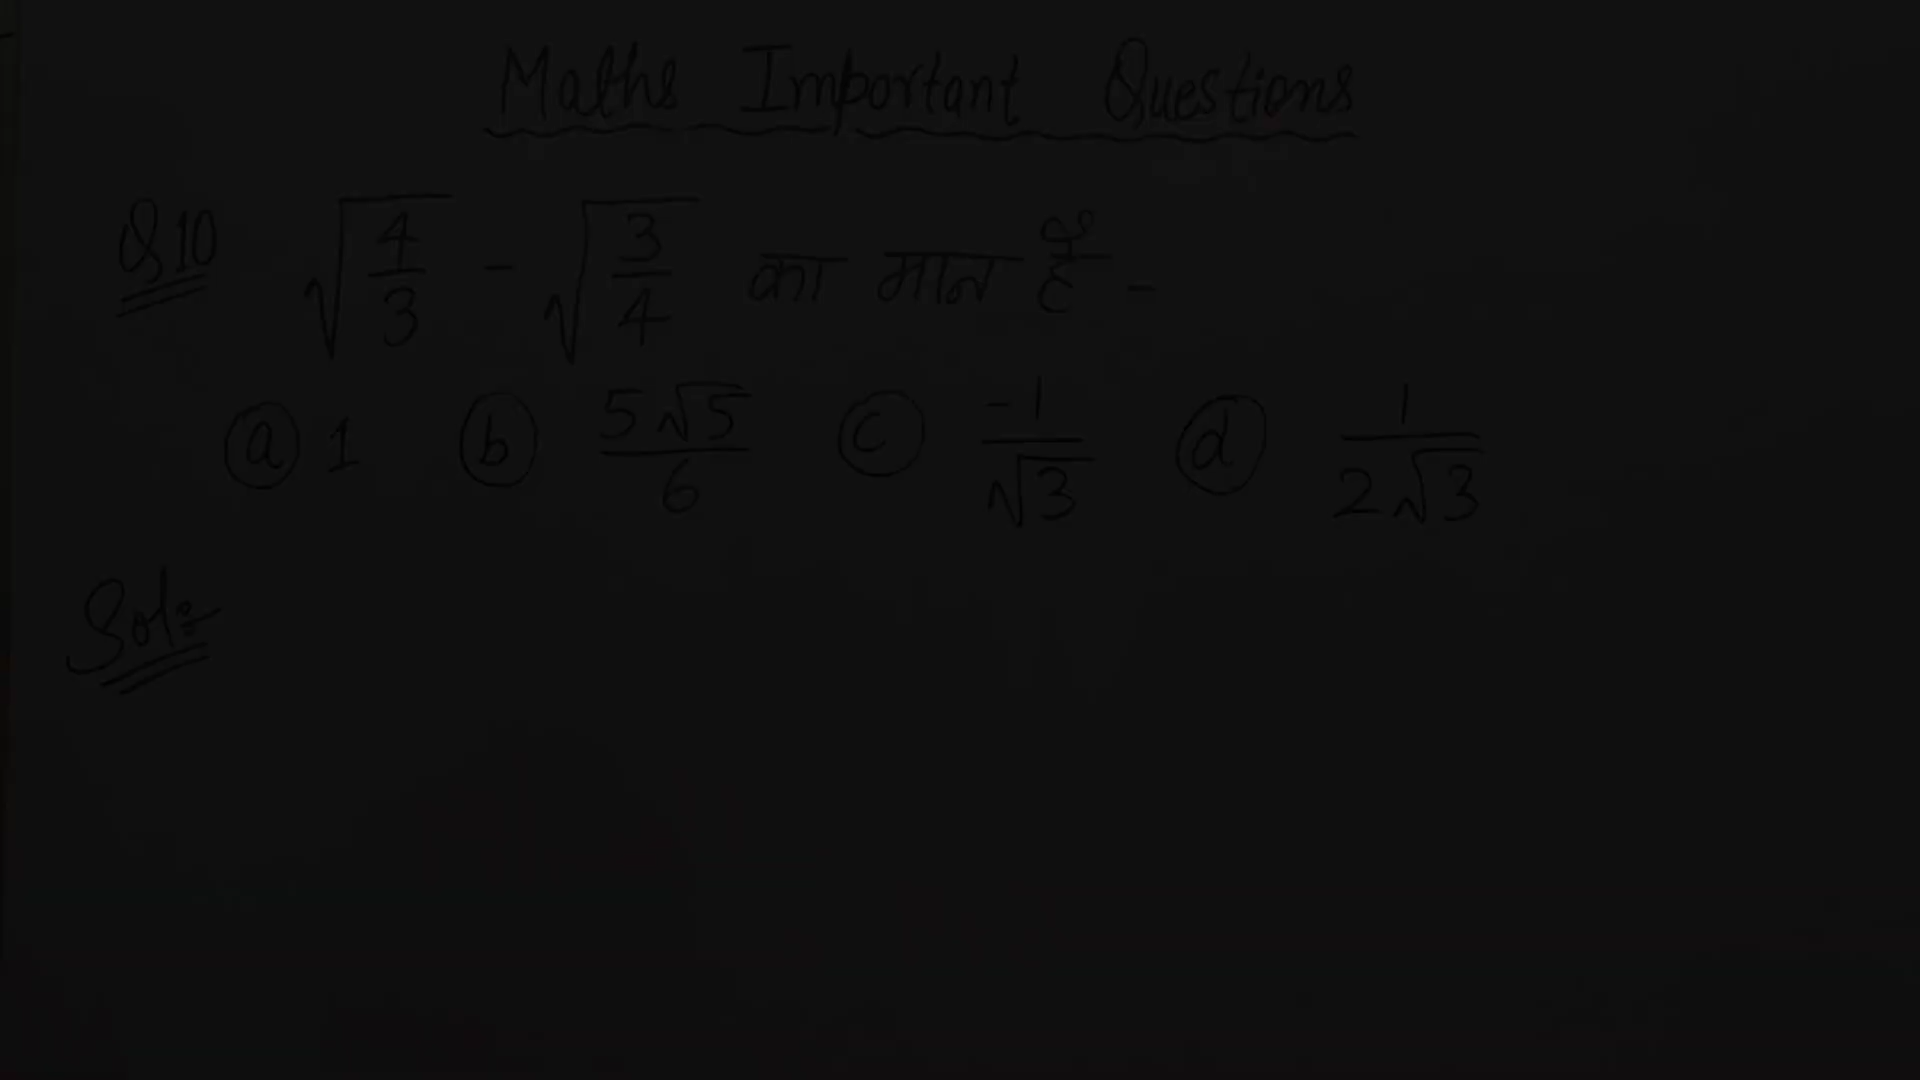 Maths Important Questions
Q10 √(4/3) - √(3/4) का मान है -
(a) 1 (b) 5√5/6 (c) -1/√3 (d) 1/2√3
Sol:-